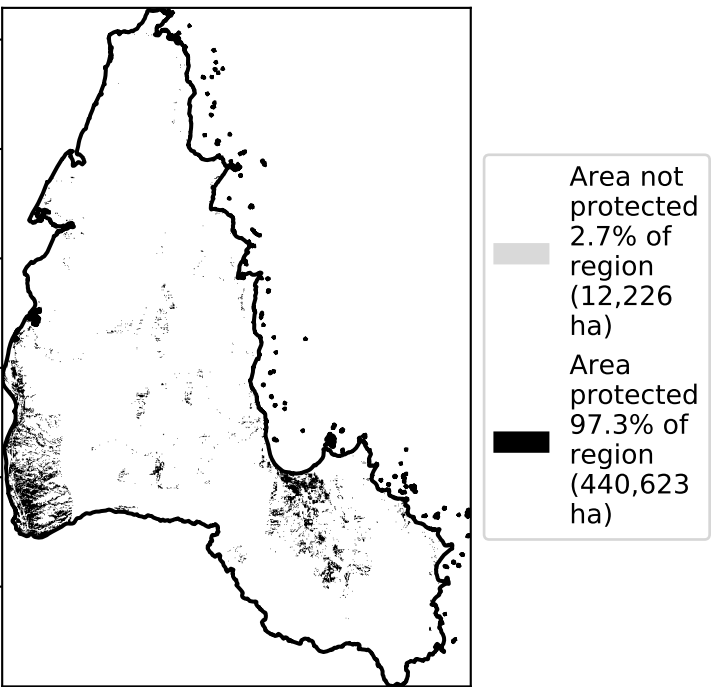 Area not
protected
2.7% of
region
(12,226
ha)
Area
protected
97.3% of
region
(440,623
ha)